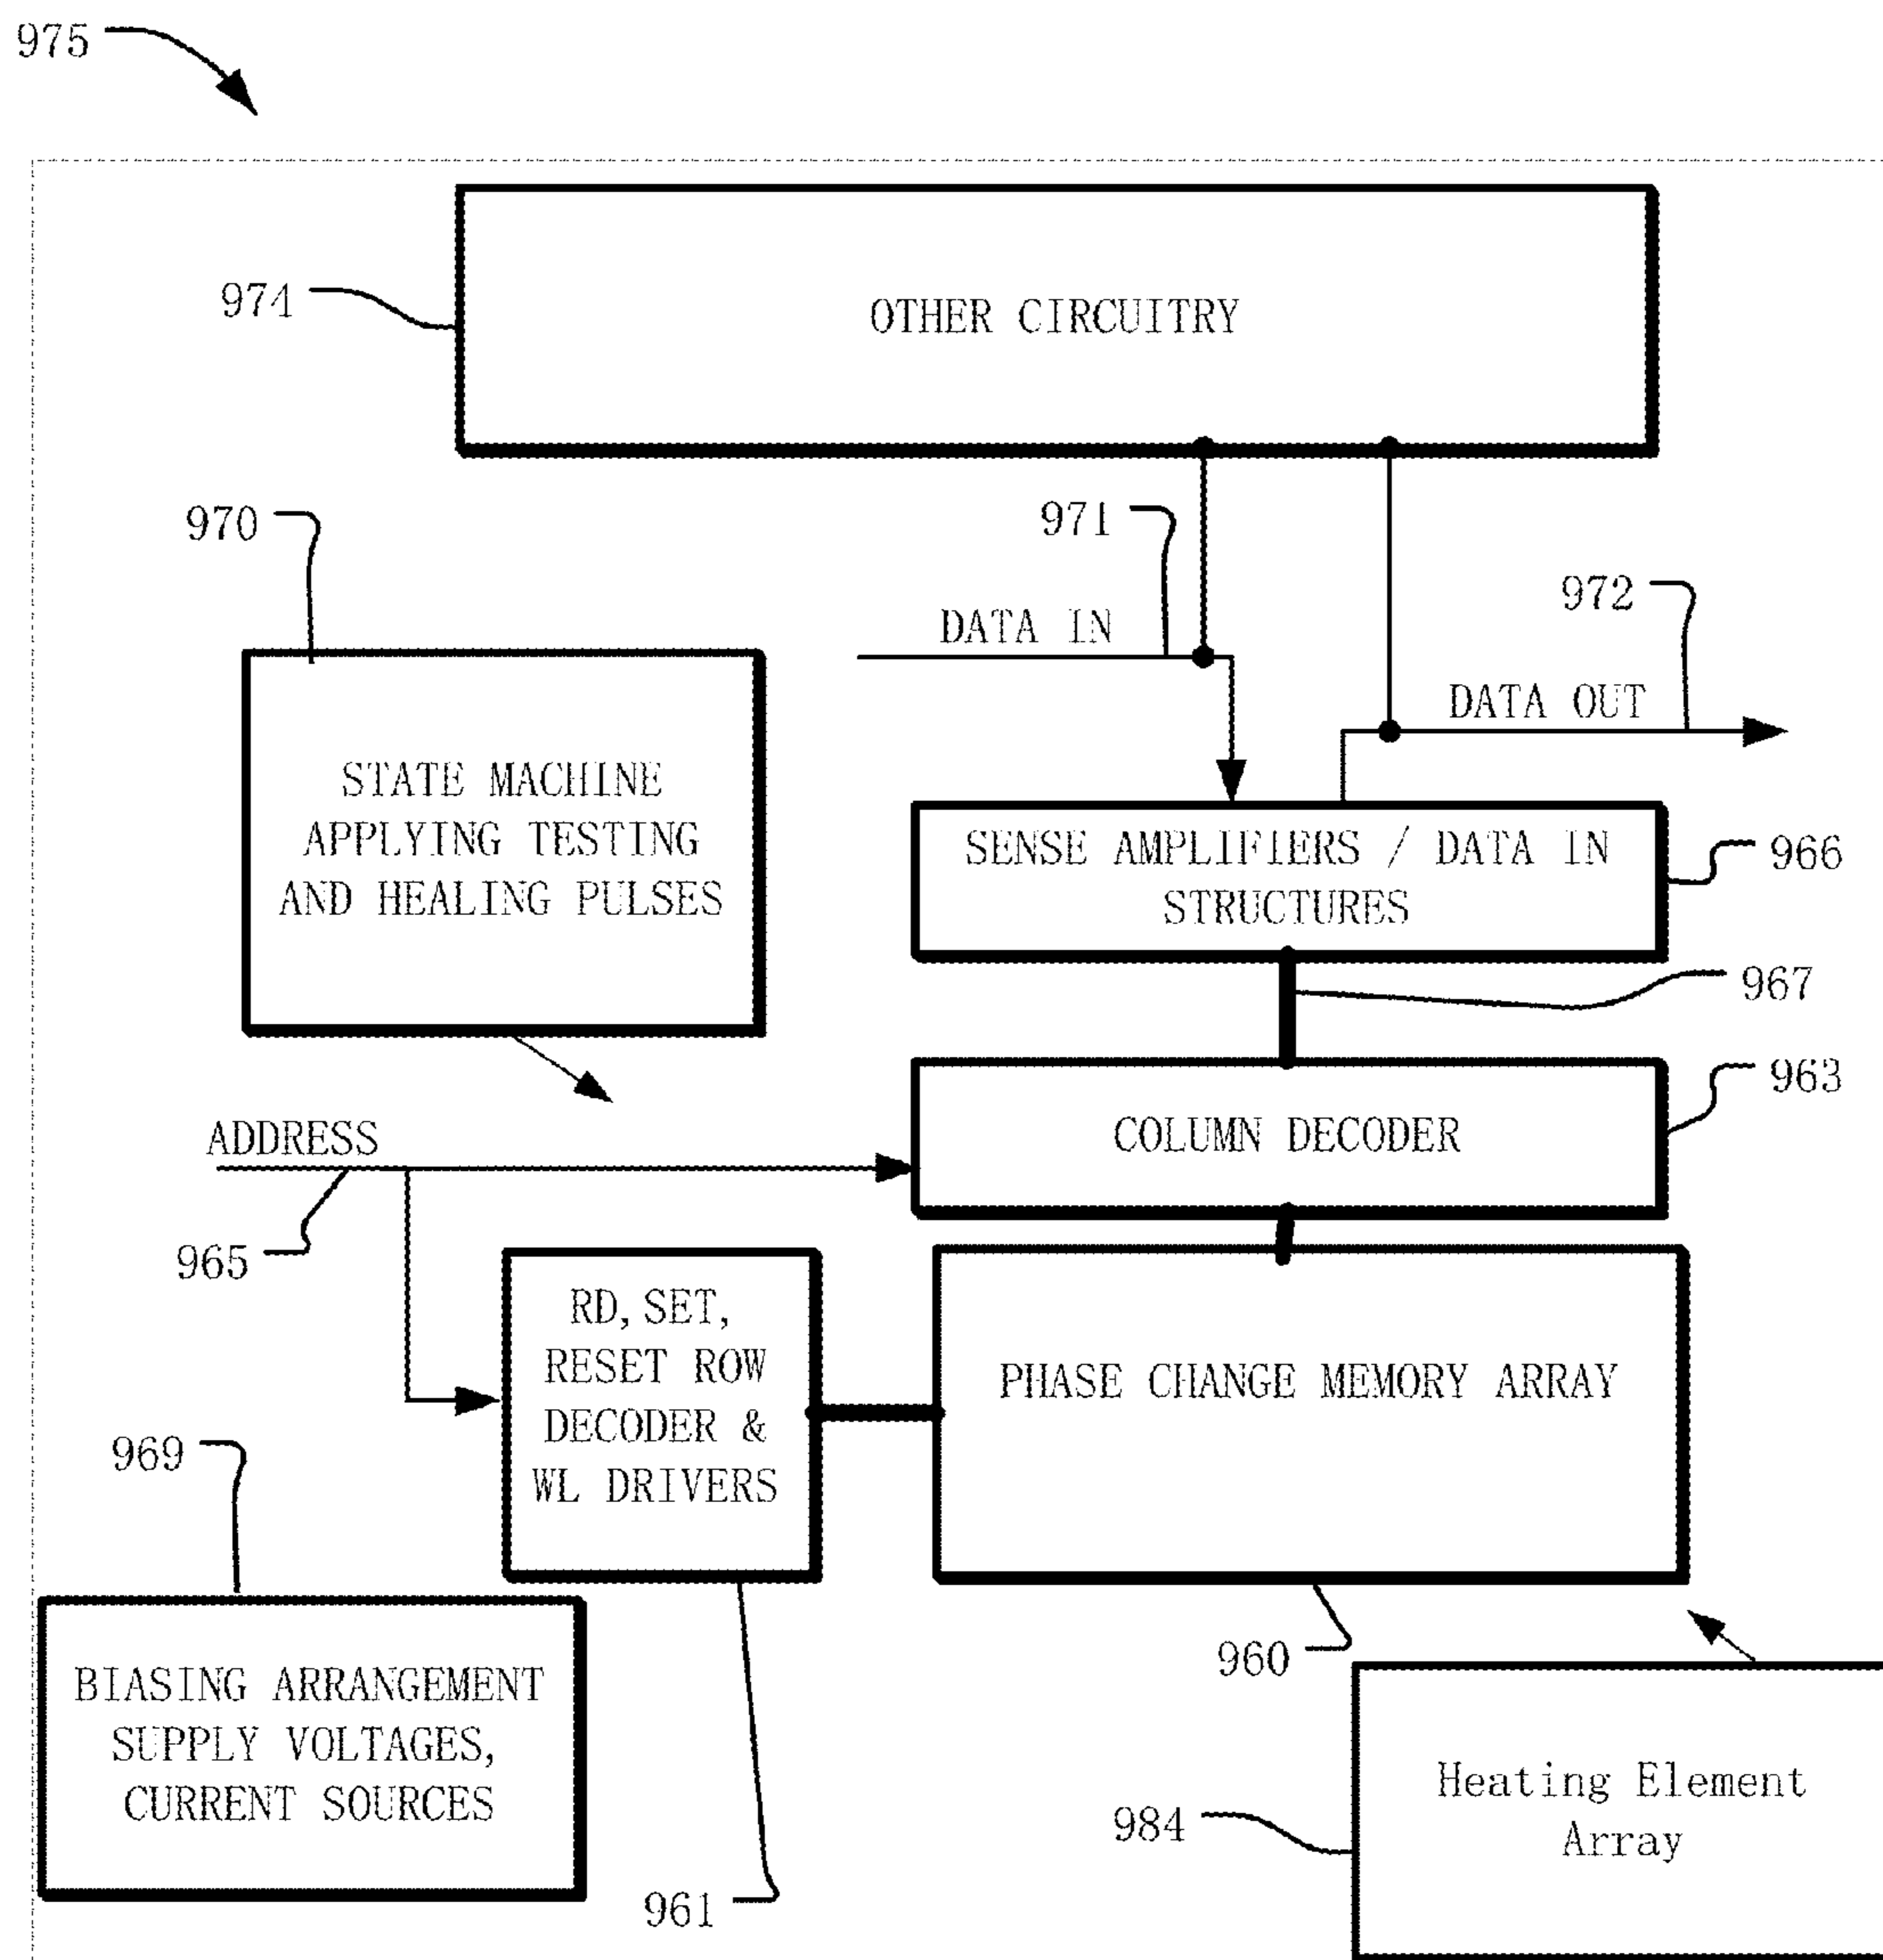 975
974
OTHER CIRCUITRY
970
971
972
DATA IN
DATA OUT
STATE MACHINE
APPLYING TESTING
AND HEALING PULSES
SENSE AMPLIFIERS / DATA IN
STRUCTURES
966
967
963
COLUMN DECODER
ADDRESS
965
RD, SET,
RESET ROW
DECODER &
WL DRIVERS
PHASE CHANGE MEMORY ARRAY
969
960
BIASING ARRANGEMENT
SUPPLY VOLTAGES,
CURRENT SOURCES
961
984
Heating Element
Array